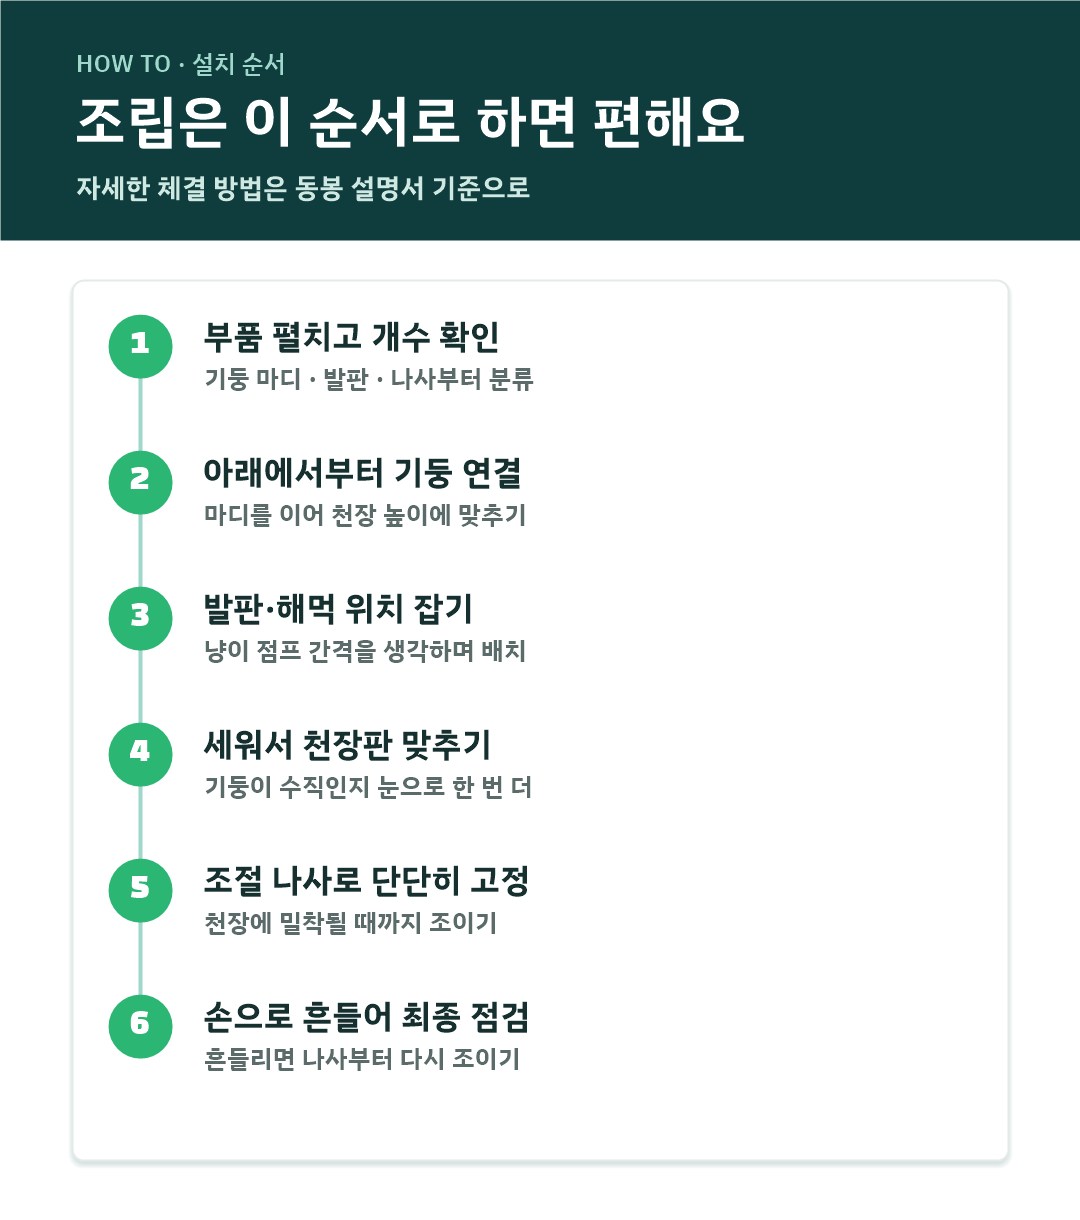 HOW TO · 설치 순서
조립은 이 순서로 하면 편해요
자세한 체결 방법은 동봉 설명서 기준으로
1
부품 펼치고 개수 확인
기둥 마디 · 발판 · 나사부터 분류
2
아래에서부터 기둥 연결
마디를 이어 천장 높이에 맞추기
3
발판·해먹 위치 잡기
냥이 점프 간격을 생각하며 배치
4
세워서 천장판 맞추기
기둥이 수직인지 눈으로 한 번 더
5
조절 나사로 단단히 고정
천장에 밀착될 때까지 조이기
6
손으로 흔들어 최종 점검
흔들리면 나사부터 다시 조이기